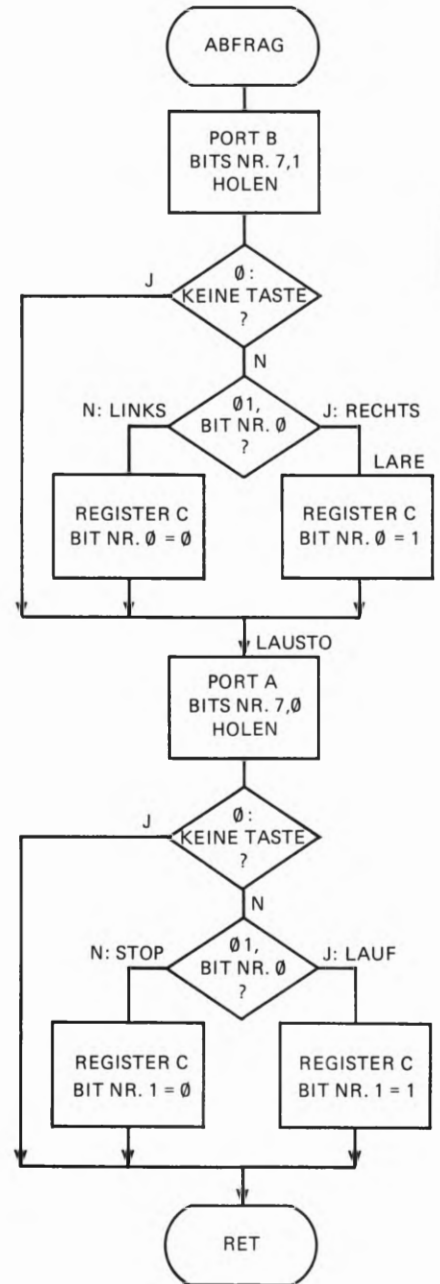 ABFRAG
PORT B
BITS NR. 7,1
HOLEN
J
Ø:
KEINE TASTE
?
N
N: LINKS
Ø1,
BIT NR. Ø
?
J: RECHTS
LARE
REGISTER C
BIT NR. Ø = Ø
REGISTER C
BIT NR. Ø = 1
LAUSTO
PORT A
BITS NR. 7,Ø
HOLEN
J
Ø:
KEINE TASTE
?
N
N: STOP
Ø1,
BIT NR. Ø
?
J: LAUF
REGISTER C
BIT NR. 1 = Ø
REGISTER C
BIT NR. 1 = 1
RET